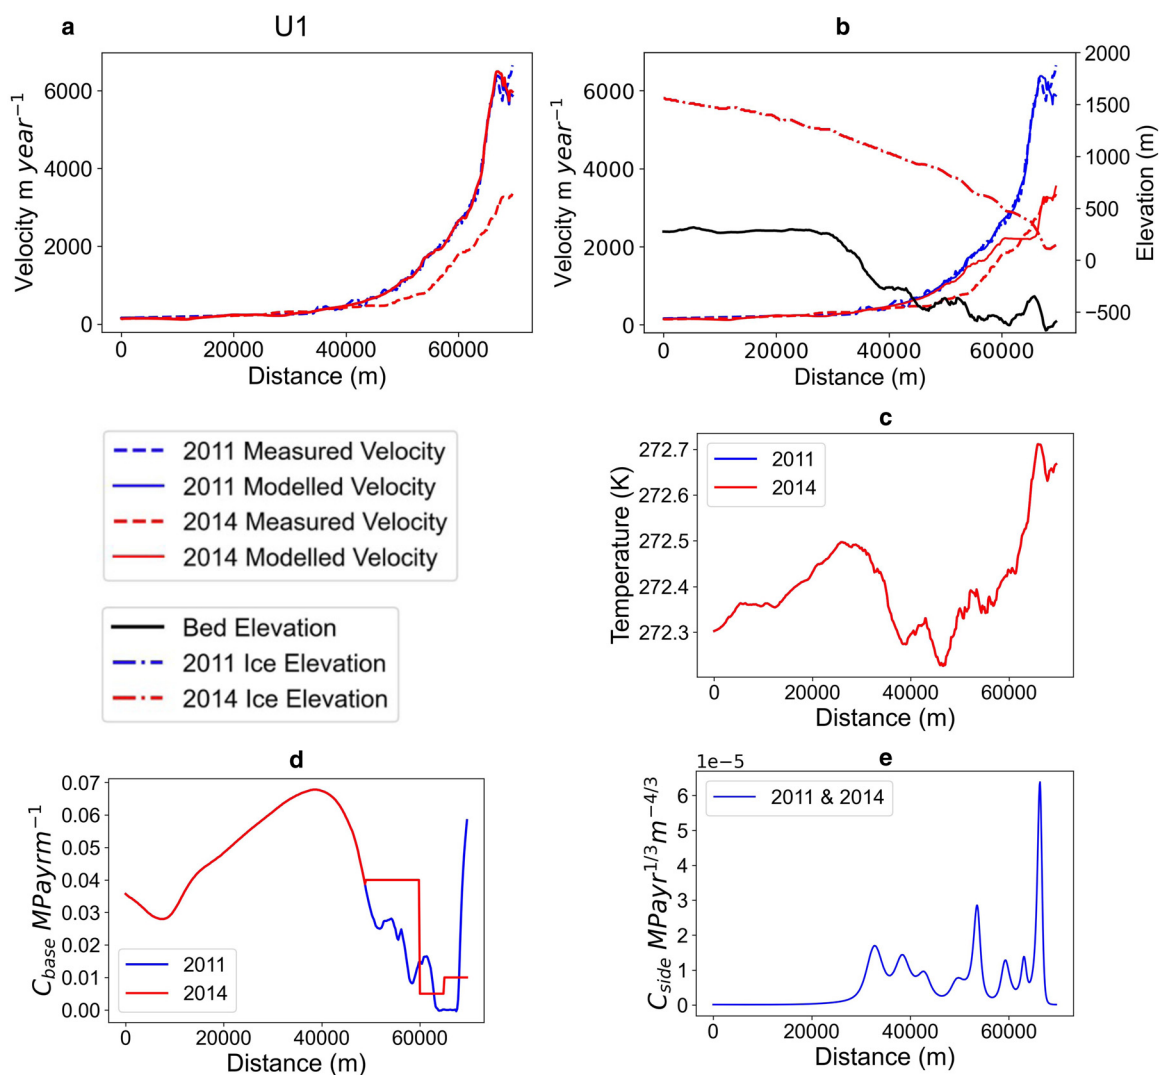 a
U1
6000
4000
2000
0
Velocity m year⁻¹
0
20000
40000
60000
Distance (m)
b
6000
4000
2000
0
Velocity m year⁻¹
2000
1500
1000
500
0
−500
Elevation (m)
0
20000
40000
60000
Distance (m)
2011 Measured Velocity
2011 Modelled Velocity
2014 Measured Velocity
2014 Modelled Velocity
Bed Elevation
2011 Ice Elevation
2014 Ice Elevation
c
272.7
272.6
272.5
272.4
272.3
Temperature (K)
2011
2014
0
20000
40000
60000
Distance (m)
d
0.07
0.06
0.05
0.04
0.03
0.02
0.01
0.00
C_base MPayrm⁻¹
2011
2014
0
20000
40000
60000
Distance (m)
e
1e-5
6
5
4
3
2
1
0
C_side MPayr^1/3 m^−4/3
2011 & 2014
0
20000
40000
60000
Distance (m)